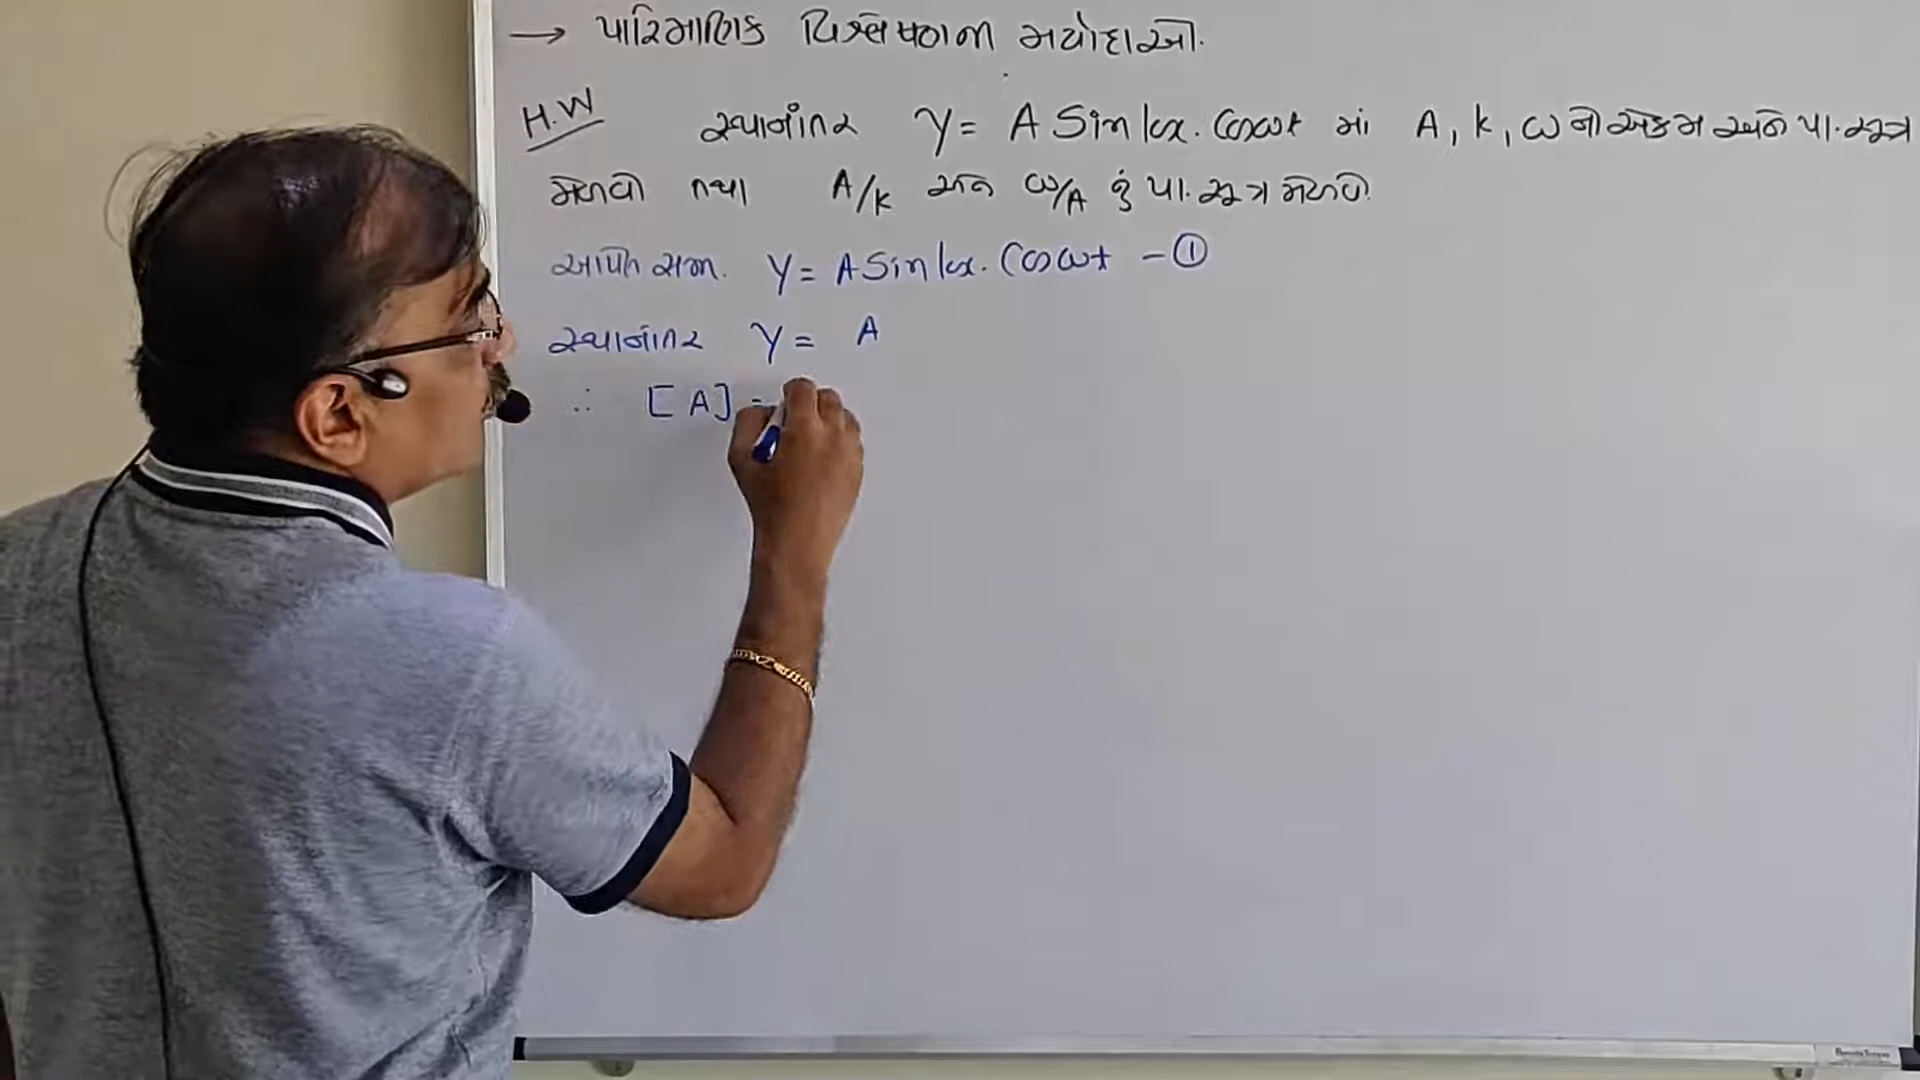 → પારિમાણિક વિશ્લેષણની મર્યાદાઓ.
H.W સ્થાનાંતર y = A Sin kx . Cos ωt માં A, k, ω નો એકમ અને પા. સૂત્ર
મેળવો તથા A/k અને ω/A નું પા. સૂત્ર મેળવો.
આપેલ સમી. y = A Sin kx . Cos ωt - ①
સ્થાનાંતર y = A
∴ [A] =